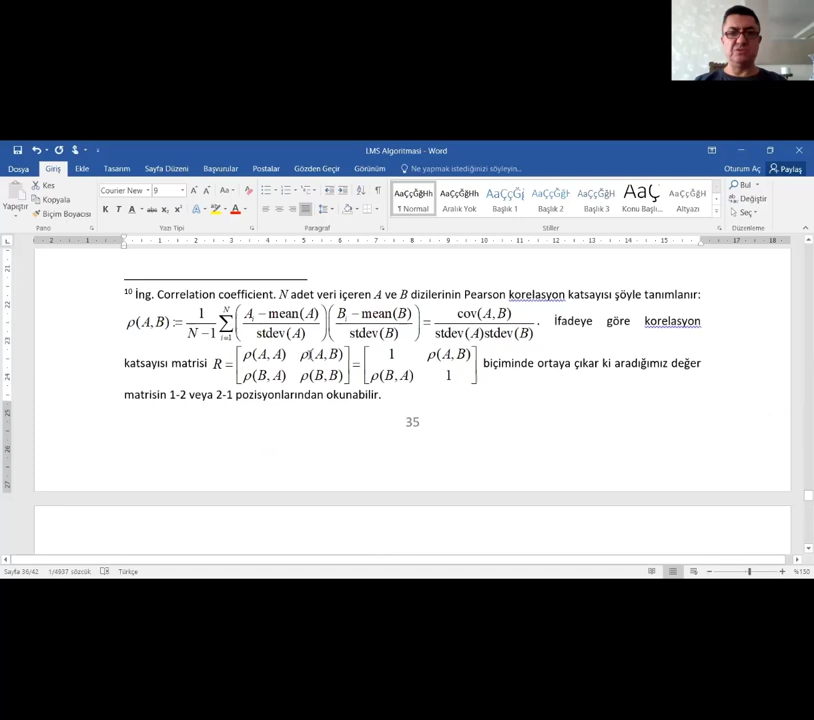 LMS Algoritması - Word
Dosya Giriş Ekle Tasarım Sayfa Düzeni Başvurular Postalar Gözden Geçir Görünüm Ne yapmak istediğinizi söyleyin... Oturum Aç Paylaş
Yapıştır Kes Kopyala Biçim Boyacısı
Courier New 9
AaÇçĞğHh AaÇçĞğHh AaÇçĞğ AaÇçĞğH AaÇçĞğH AaÇ AaÇçĞğH
¶ Normal Aralık Yok Başlık 1 Başlık 2 Başlık 3 Konu Başlı... Altyazı
Bul Değiştir Seç
Pano Yazı Tipi Paragraf Stiller Düzenleme
10 İng. Correlation coefficient. N adet veri içeren A ve B dizilerinin Pearson korelasyon katsayısı şöyle tanımlanır:
ρ(A,B) := 1/(N−1) ∑_{i=1}^{N} ((A_i − mean(A))/stdev(A)) ((B_i − mean(B))/stdev(B)) = cov(A,B)/(stdev(A)stdev(B)) . İfadeye göre korelasyon
katsayısı matrisi R = [ρ(A,A) ρ(A,B); ρ(B,A) ρ(B,B)] = [1 ρ(A,B); ρ(B,A) 1] biçiminde ortaya çıkar ki aradığımız değer
matrisin 1-2 veya 2-1 pozisyonlarından okunabilir.
35
Sayfa 36/42 1/4937 sözcük Türkçe %150